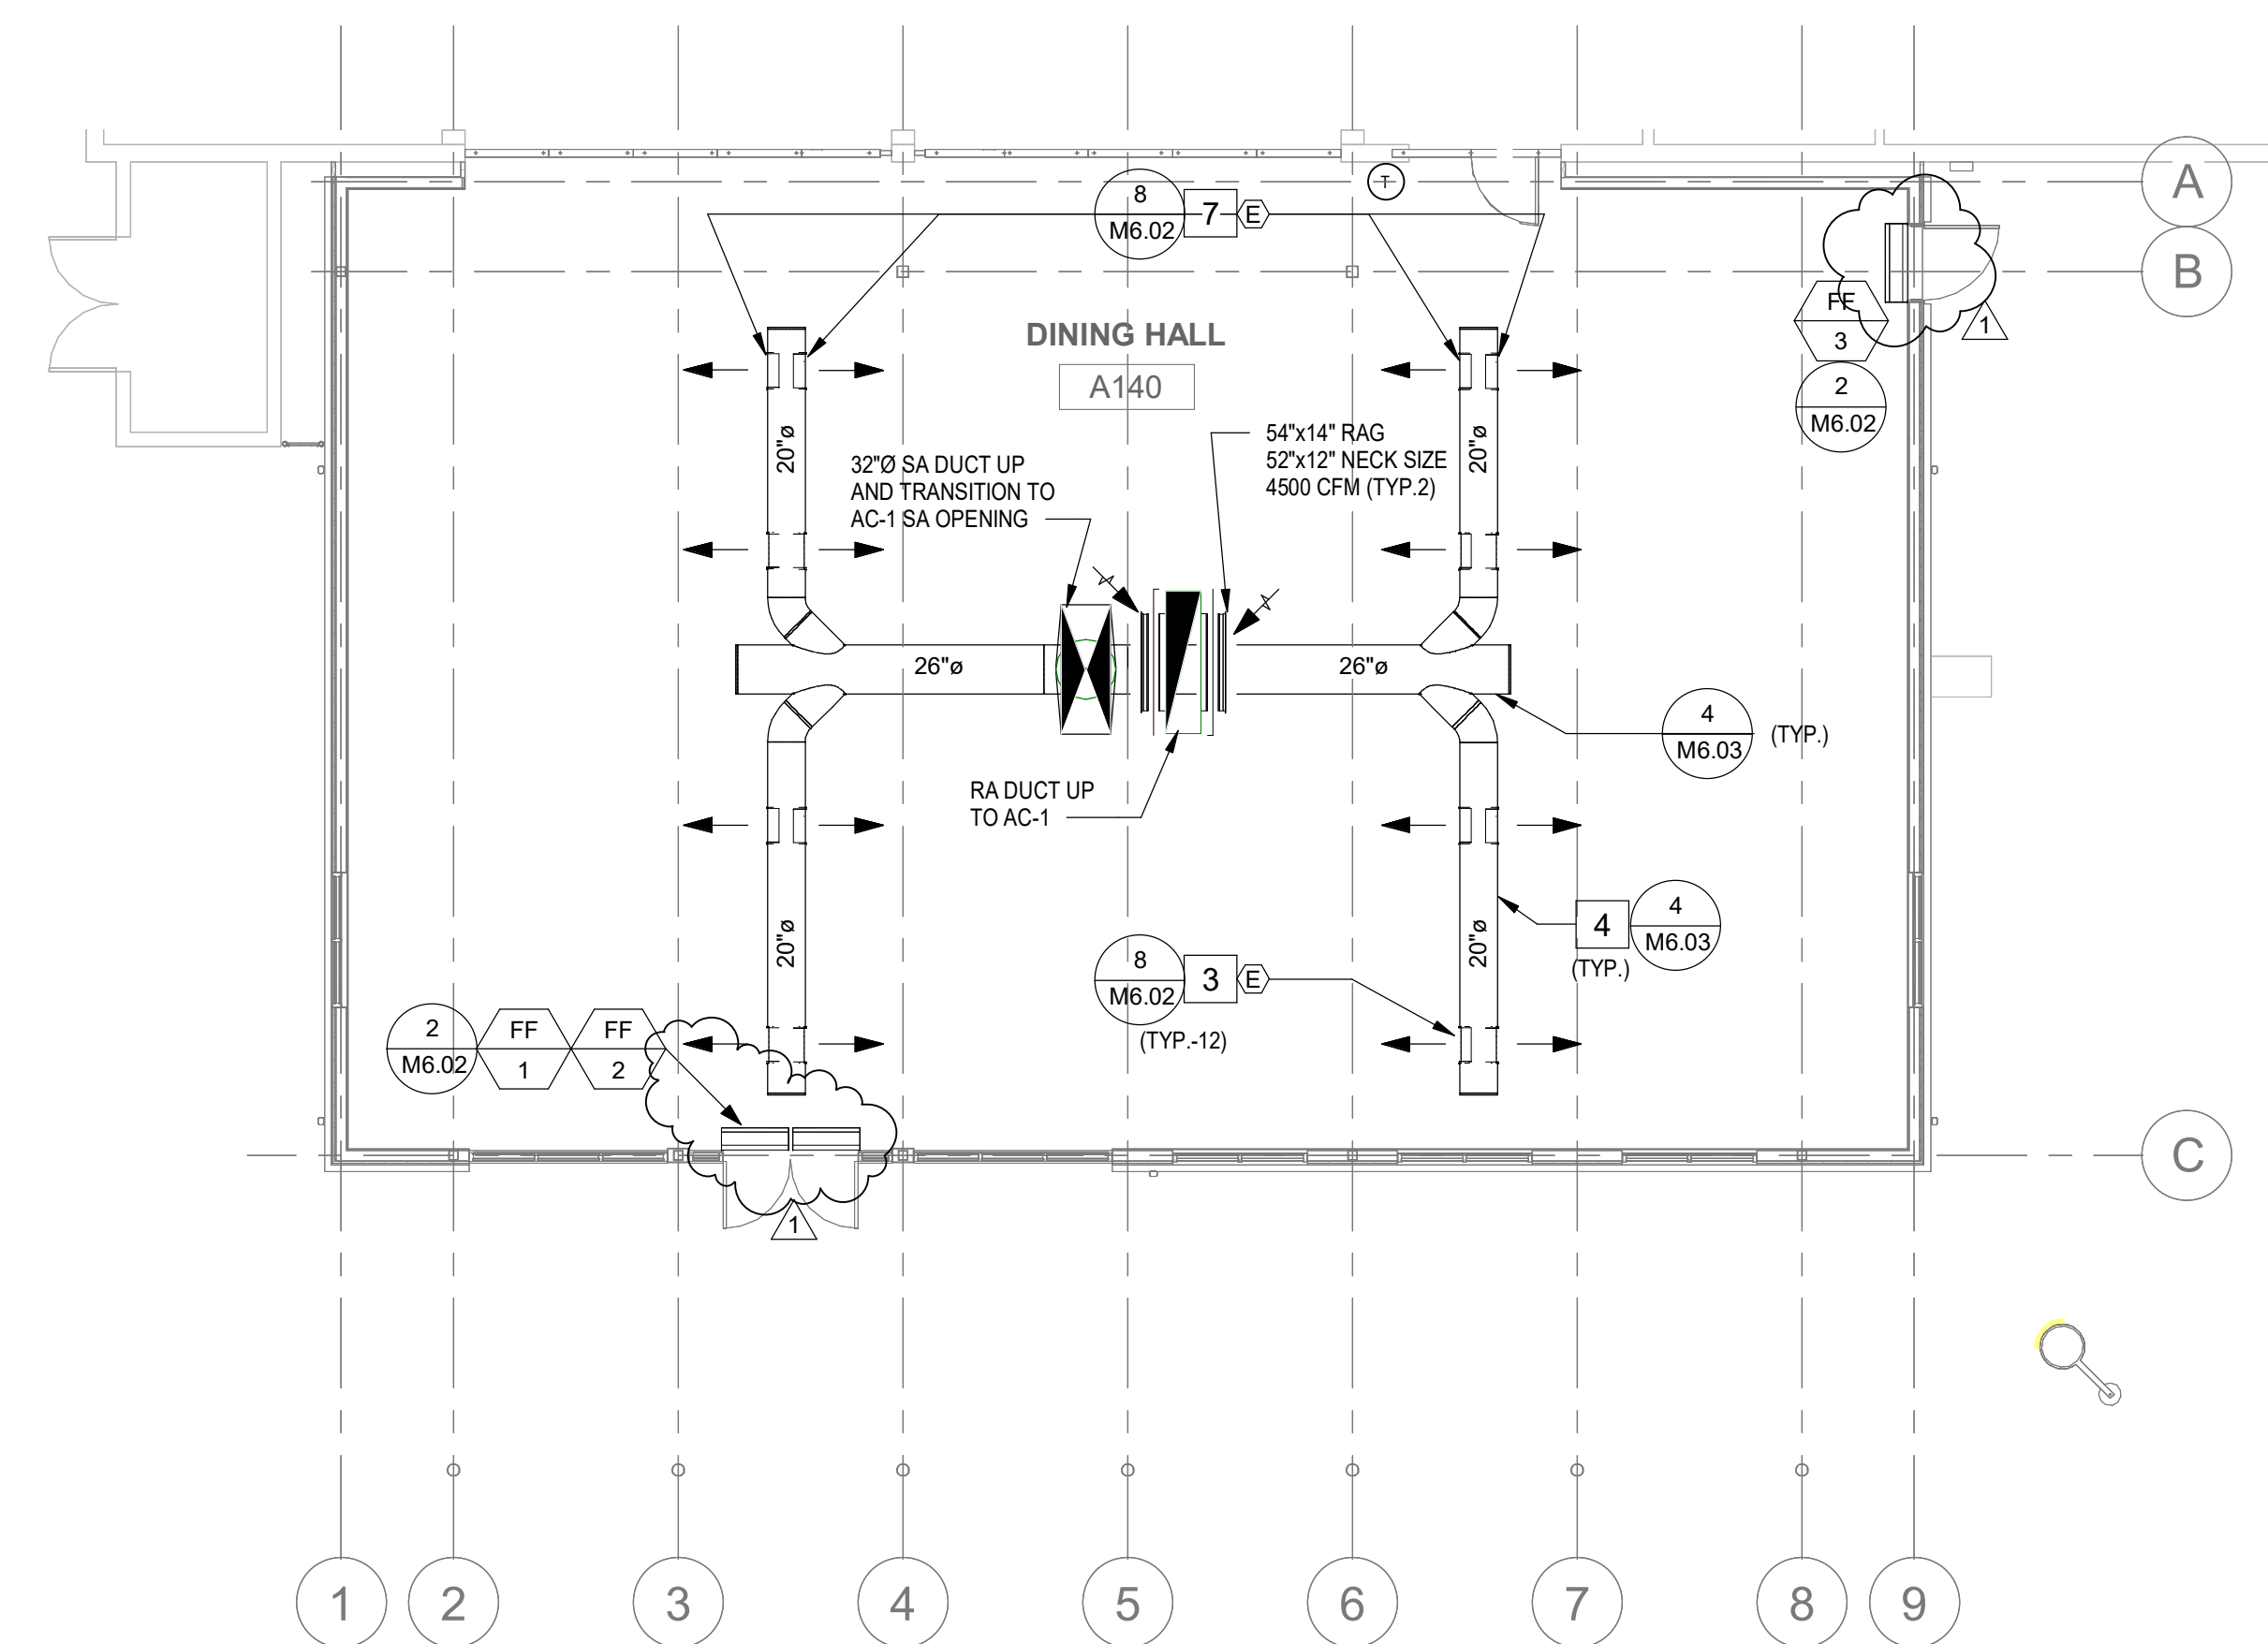 A
T
8
M6.02
7
E
B
FF
3
1
DINING HALL
A140
2
M6.02
20"ø
20"ø
54"x14" RAG
52"x12" NECK SIZE
4500 CFM (TYP.2)
32"Ø SA DUCT UP
AND TRANSITION TO
AC-1 SA OPENING
26"ø
26"ø
4
M6.03
(TYP.)
RA DUCT UP
TO AC-1
20"ø
20"ø
4
4
M6.03
(TYP.)
8
M6.02
3
E
(TYP.-12)
2
M6.02
FF
1
FF
2
C
1
1
2
3
4
5
6
7
8
9